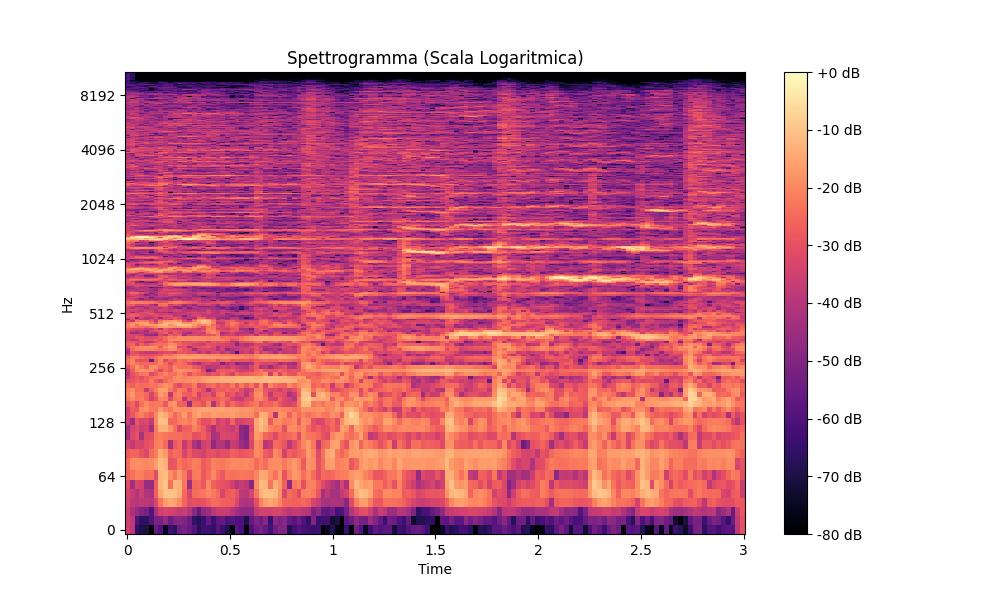 Spettrogramma (Scala Logaritmica)
8192
4096
2048
1024
512
256
128
64
0
Hz
0
0.5
1
1.5
2
2.5
3
Time
+0 dB
-10 dB
-20 dB
-30 dB
-40 dB
-50 dB
-60 dB
-70 dB
-80 dB